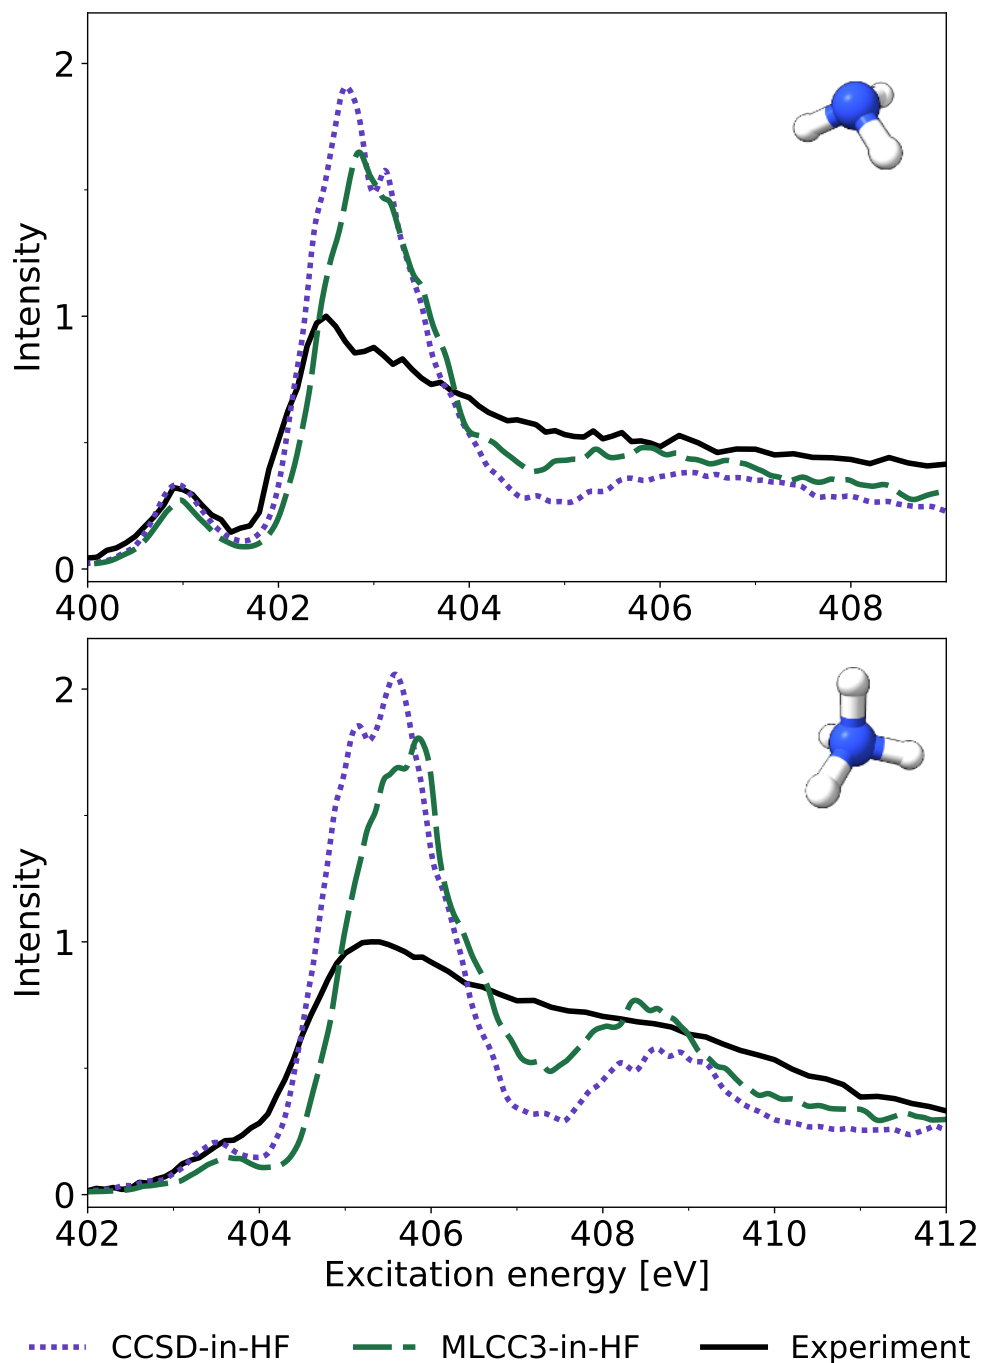 2
1
0
Intensity
400 402 404 406 408
2
1
0
Intensity
402 404 406 408 410 412
Excitation energy [eV]
CCSD-in-HF MLCC3-in-HF Experiment